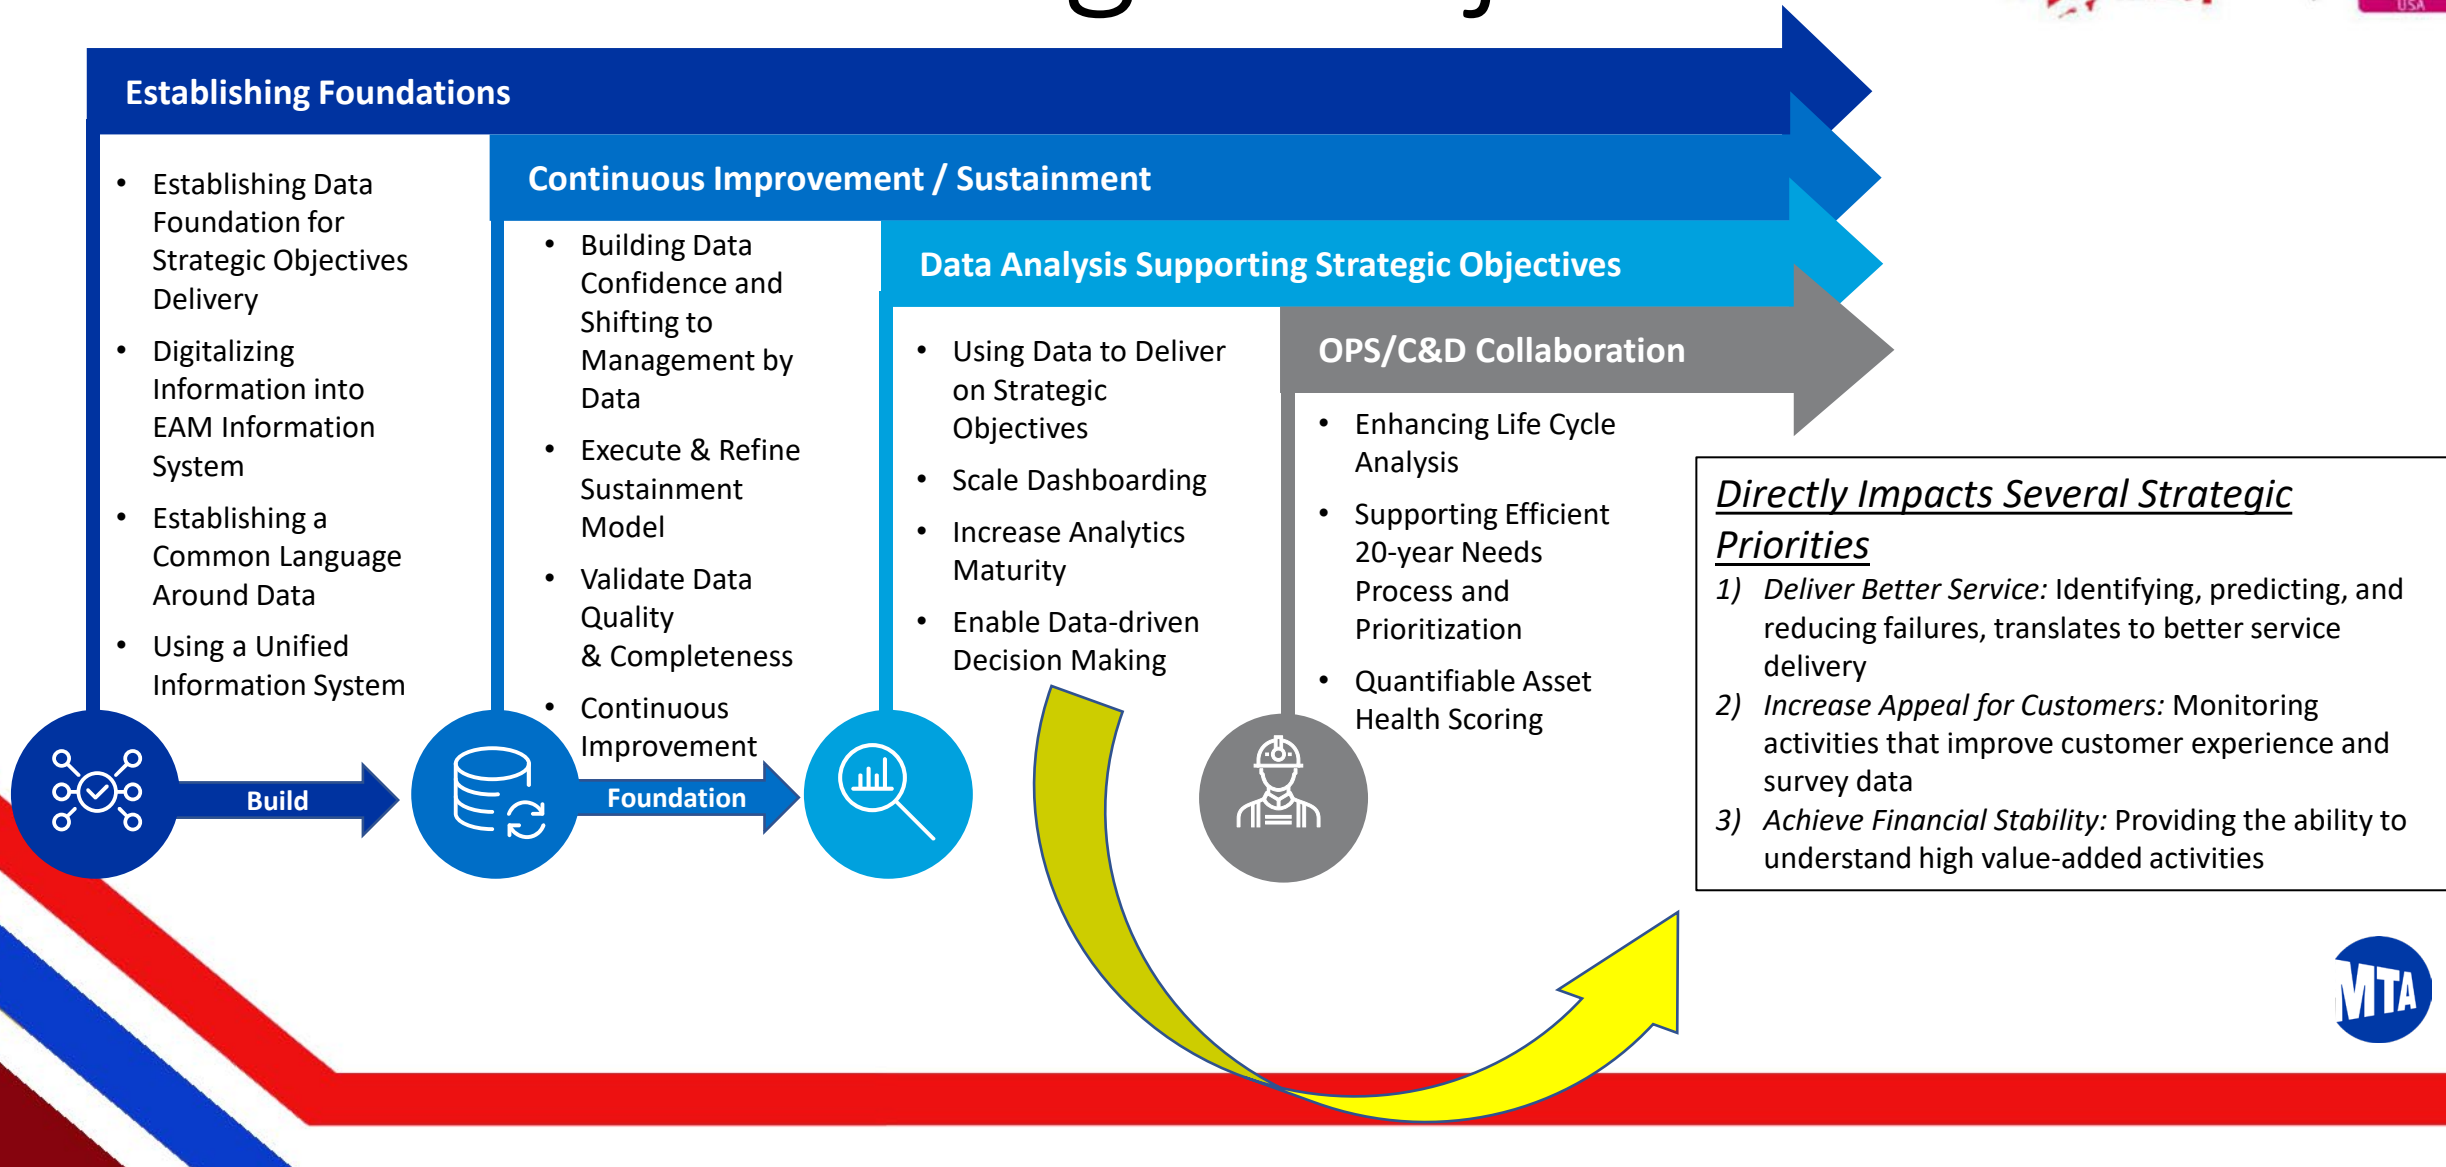 USA
Establishing Foundations
• Establishing Data
Foundation for
Strategic Objectives
Delivery
• Digitalizing
Information into
EAM Information
System
• Establishing a
Common Language
Around Data
• Using a Unified
Information System
Build
Continuous Improvement / Sustainment
• Building Data
Confidence and
Shifting to
Management by
Data
• Execute & Refine
Sustainment
Model
• Validate Data
Quality
& Completeness
• Continuous
Improvement
Foundation
Data Analysis Supporting Strategic Objectives
• Using Data to Deliver
on Strategic
Objectives
• Scale Dashboarding
• Increase Analytics
Maturity
• Enable Data-driven
Decision Making
OPS/C&D Collaboration
• Enhancing Life Cycle
Analysis
• Supporting Efficient
20-year Needs
Process and
Prioritization
• Quantifiable Asset
Health Scoring
Directly Impacts Several Strategic
Priorities
1) Deliver Better Service: Identifying, predicting, and
reducing failures, translates to better service
delivery
2) Increase Appeal for Customers: Monitoring
activities that improve customer experience and
survey data
3) Achieve Financial Stability: Providing the ability to
understand high value-added activities
MTA